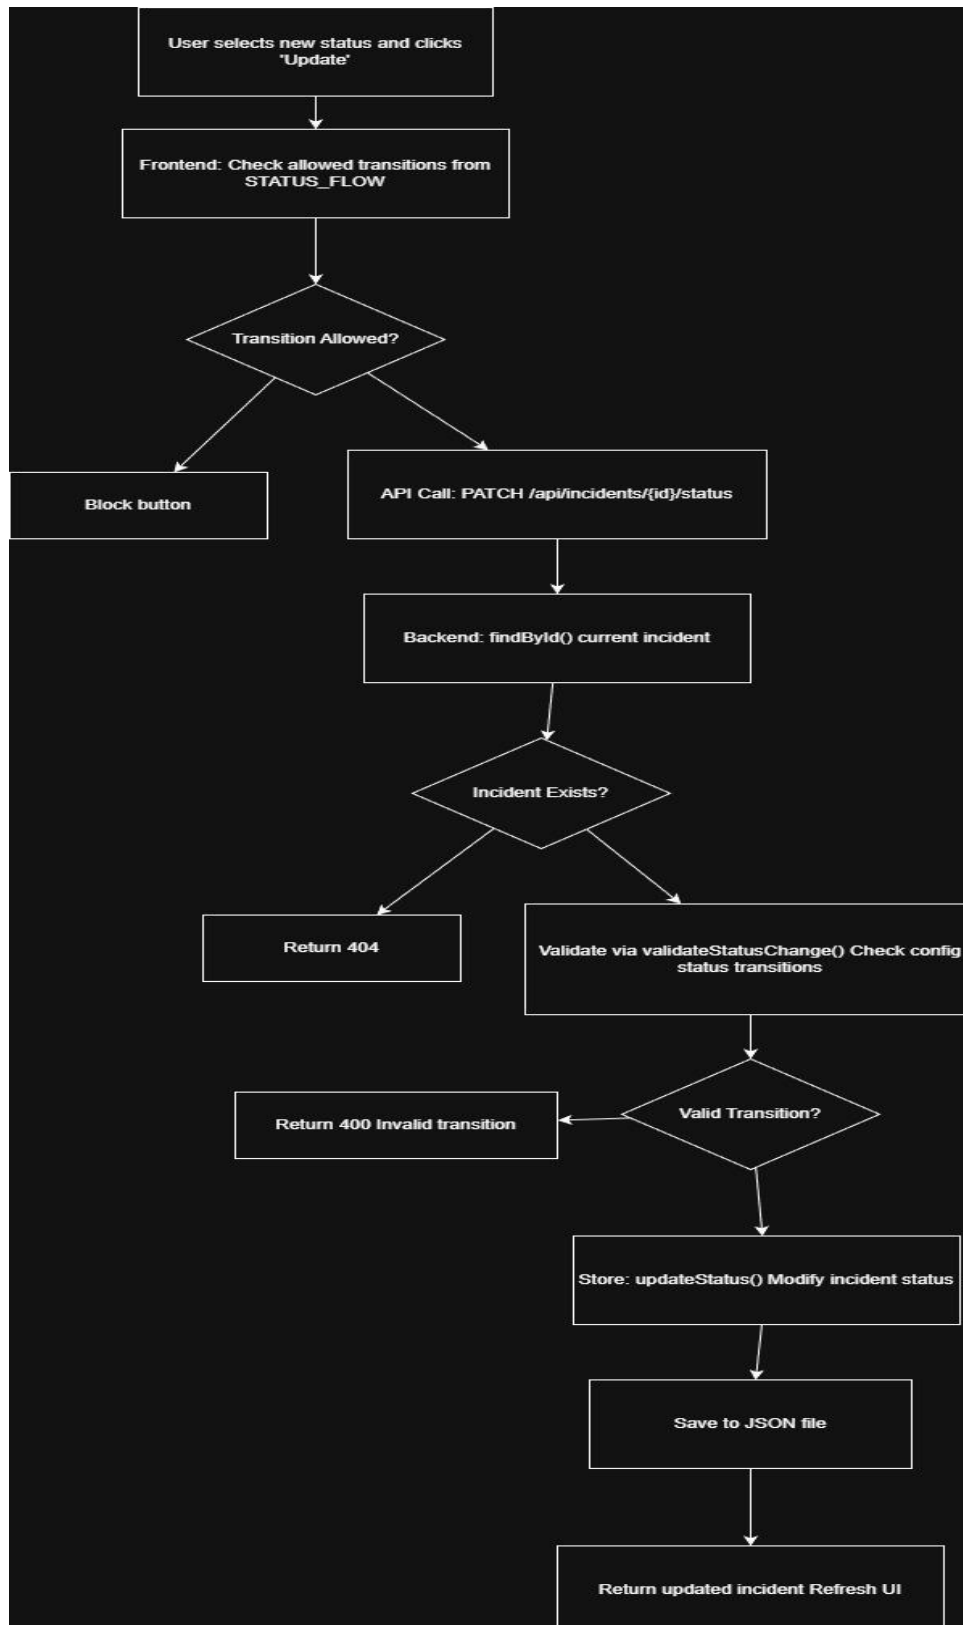 User selects new status and clicks
'Update'
Frontend: Check allowed transitions from
STATUS_FLOW
Transition Allowed?
Block button
API Call: PATCH /api/incidents/{id}/status
Backend: findById() current incident
Incident Exists?
Return 404
Validate via validateStatusChange() Check config
status transitions
Valid Transition?
Return 400 Invalid transition
Store: updateStatus() Modify incident status
Save to JSON file
Return updated incident Refresh UI